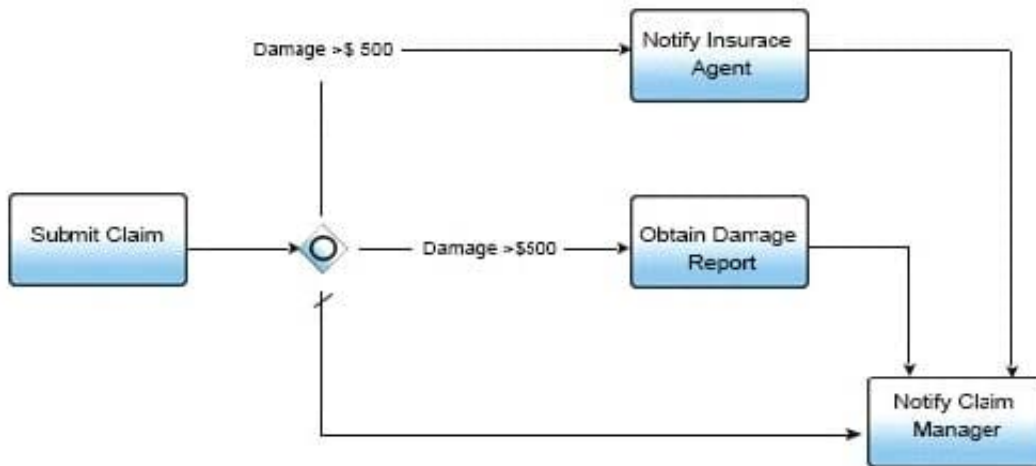 Damage >$ 500
Notify Insurace
Agent
Submit Claim
Damage >$500
Obtain Damage
Report
Notify Claim
Manager